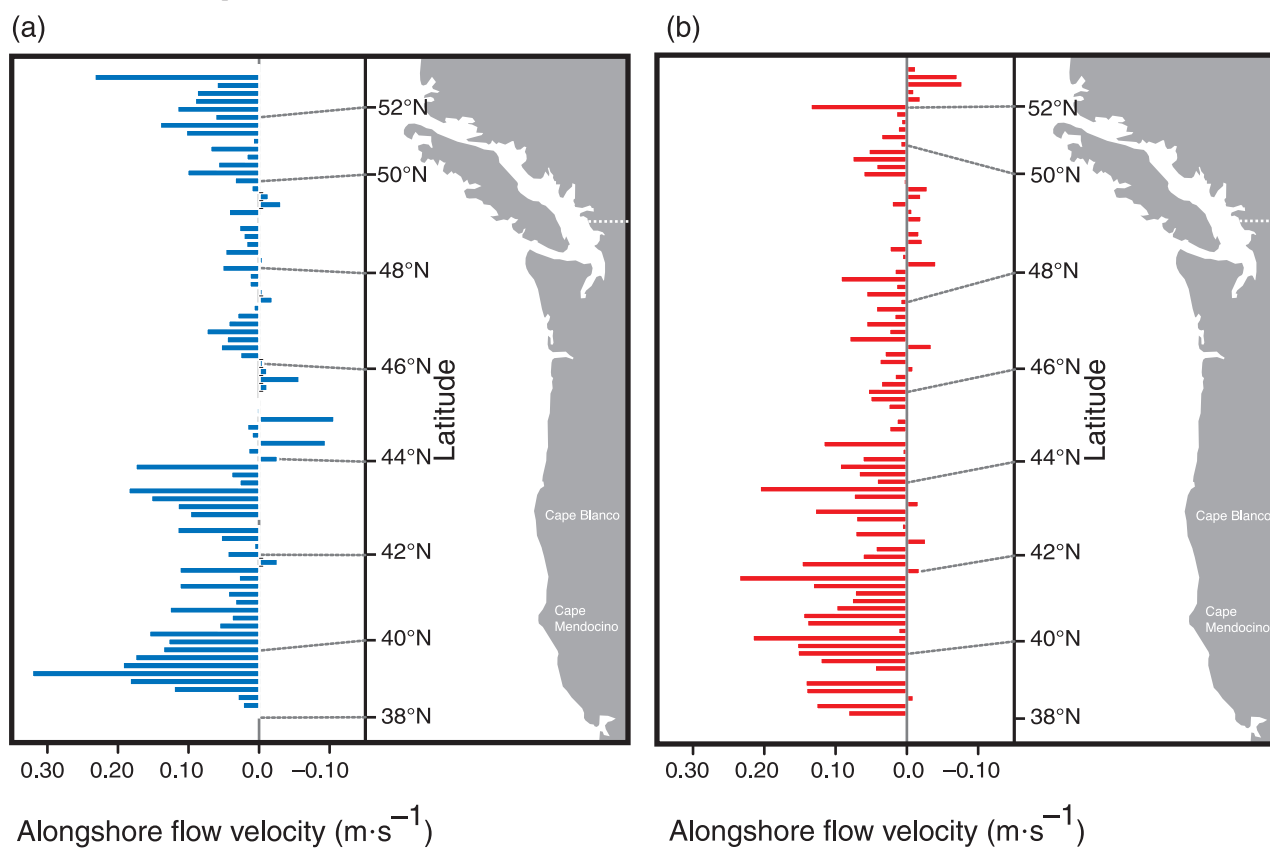 (a)
52°N
50°N
48°N
46°N
44°N
42°N
40°N
38°N
Latitude
Cape Blanco
Cape
Mendocino
0.30 0.20 0.10 0.0 –0.10
Alongshore flow velocity (m·s–1)
(b)
52°N
50°N
48°N
46°N
44°N
42°N
40°N
38°N
Latitude
Cape Blanco
Cape
Mendocino
0.30 0.20 0.10 0.0 –0.10
Alongshore flow velocity (m·s–1)